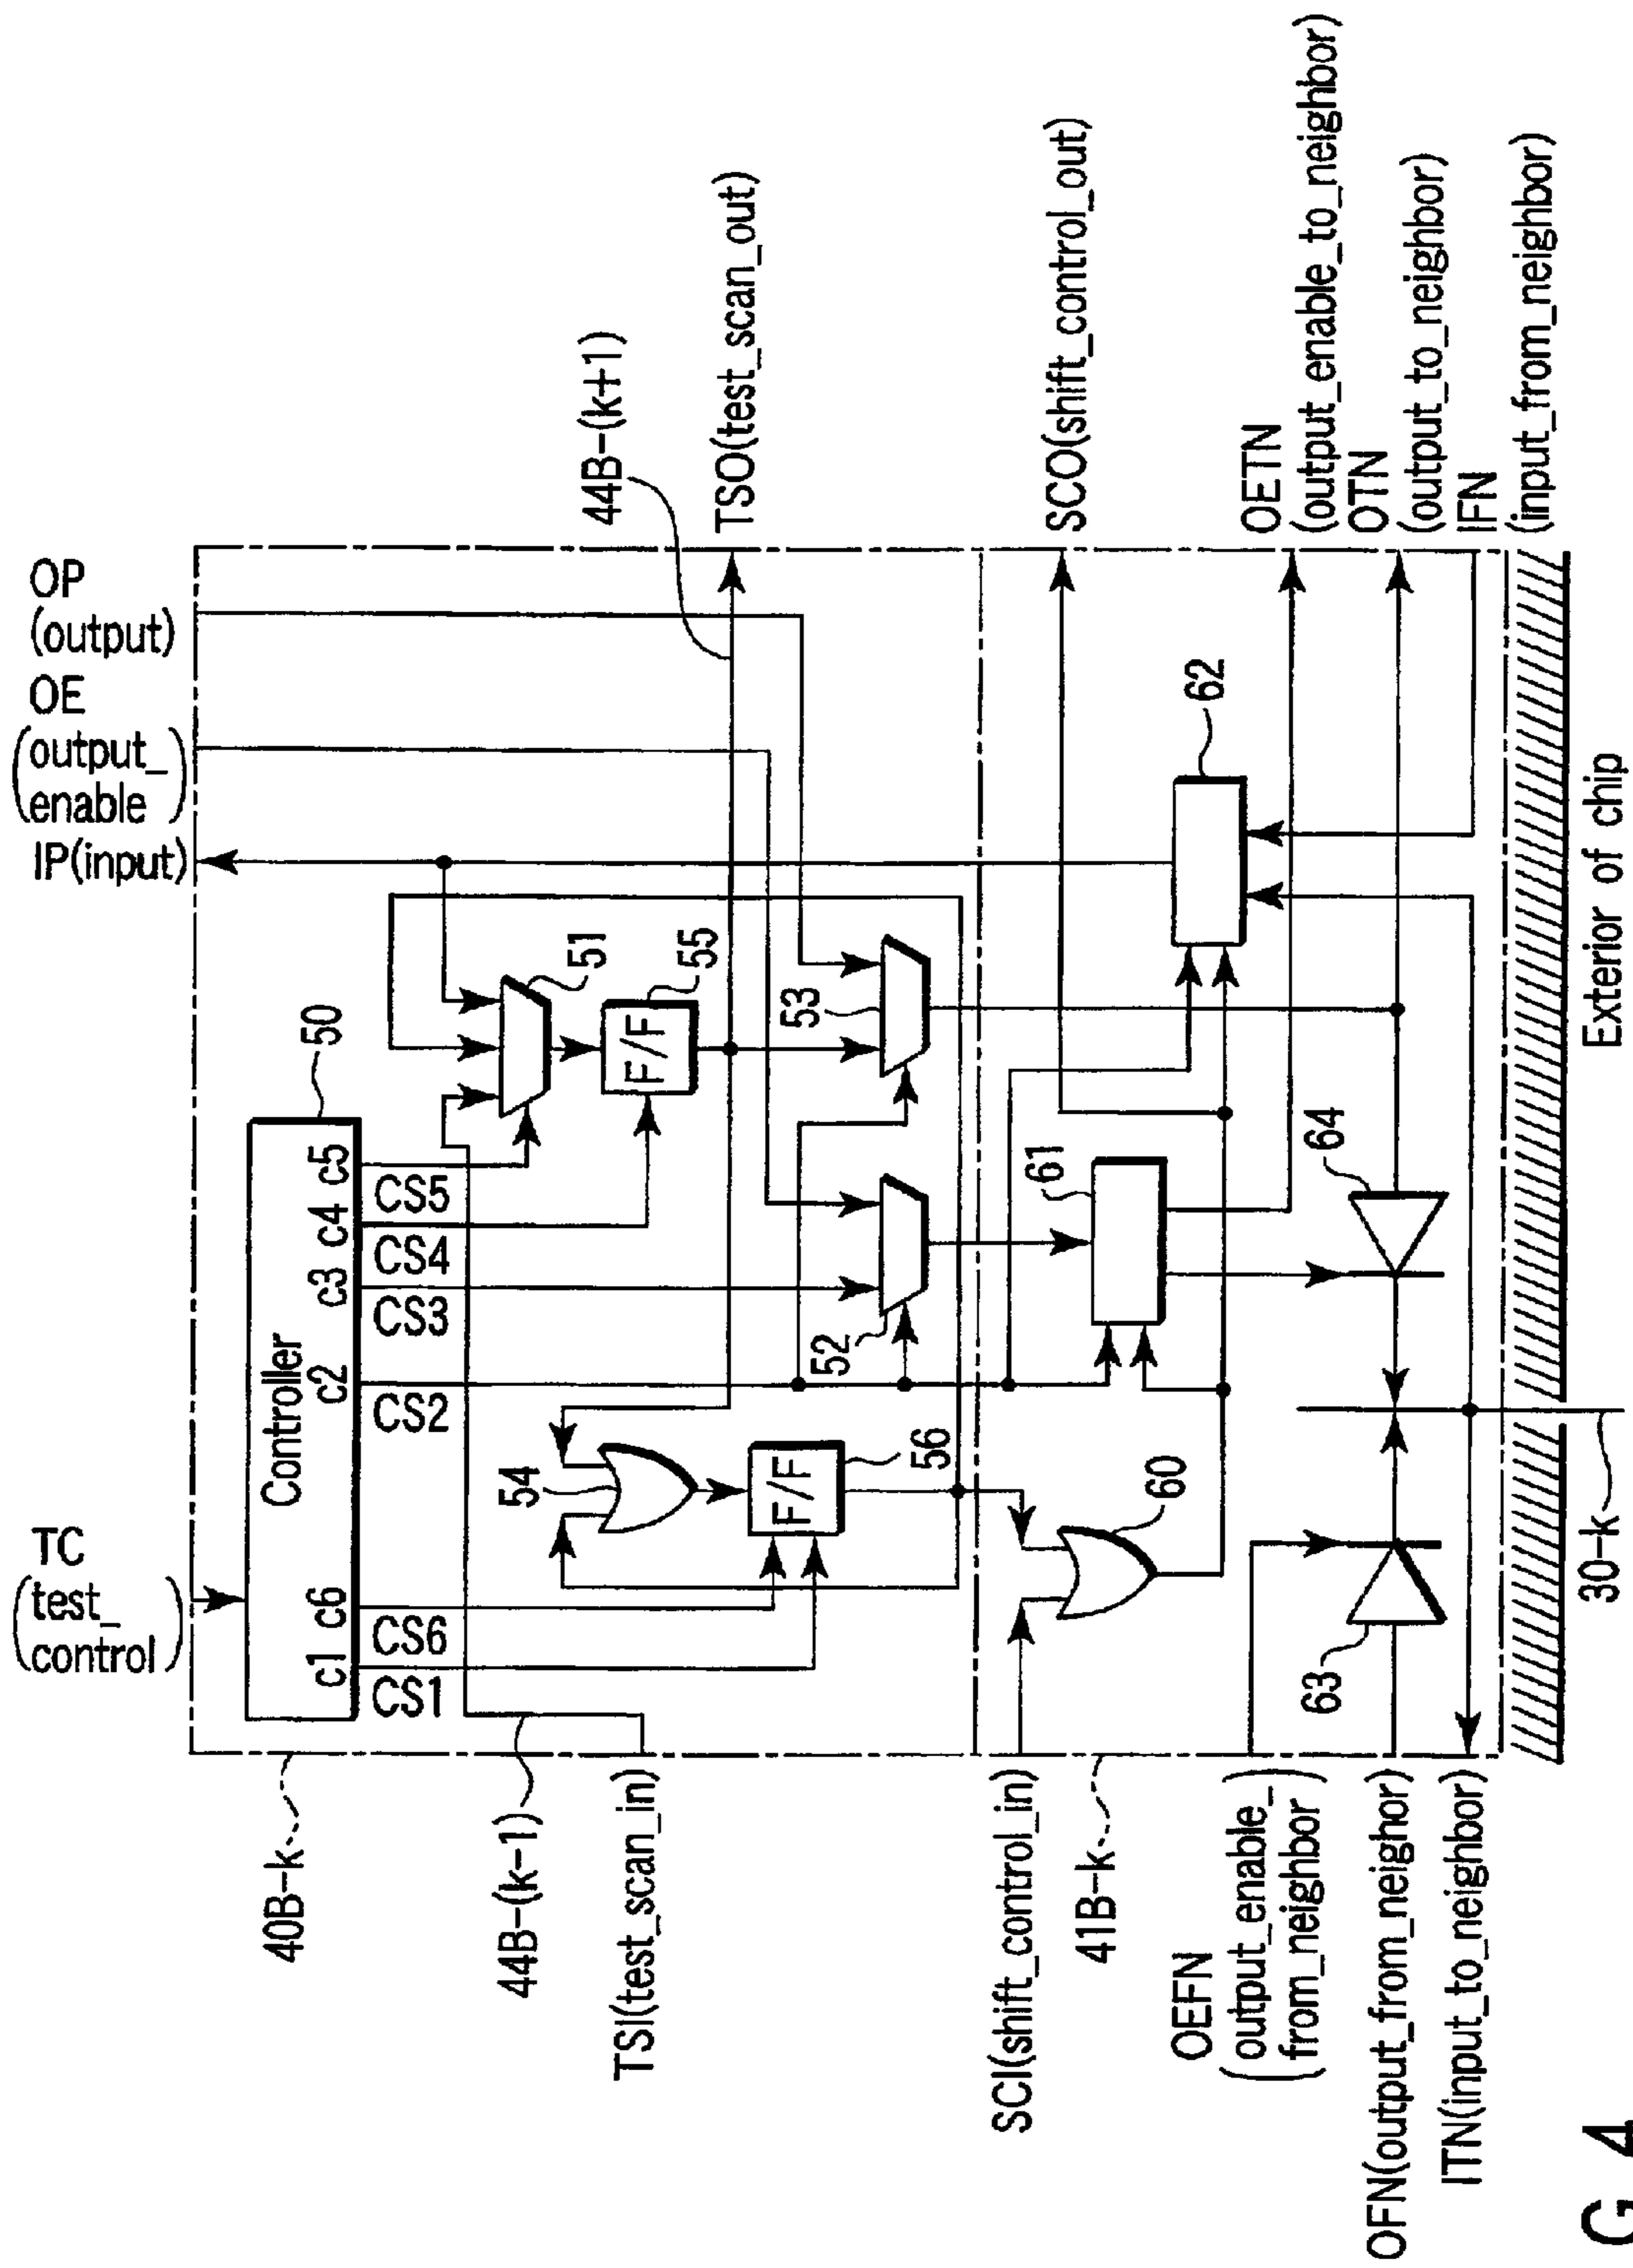 TC
(test_
control)
IP(input)
OE
(output_
enable)
OP
(output)
Controller
50
c1
c6
c2
c3
c4
c5
CS1
CS6
CS2
CS3
CS4
CS5
40B-k
44B-(k-1)
TSI(test_scan_in)
54
F/F
56
52
51
F/F
55
53
44B-(k+1)
TSO(test_scan_out)
SCI(shift_control_in)
41B-k
60
61
62
SCO(shift_control_out)
OEFN
(output_enable_
from_neighbor)
OFN(output_from_neighor)
ITN(input_to_neighbor)
63
64
OETN
(output_enable_to_neighbor)
OTN
(output_to_neighbor)
IFN
(input_from_neighbor)
30-k
Exterior of chip
G. 4